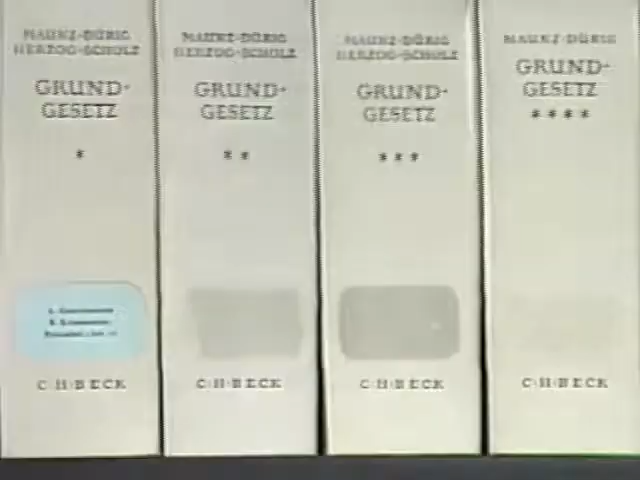 MAUNZ-DÜRIG
HERZOG-SCHOLZ
GRUND-
GESETZ
*
C·H·BECK
MAUNZ-DÜRIG
HERZOG-SCHOLZ
GRUND-
GESETZ
* *
C·H·BECK
MAUNZ-DÜRIG
HERZOG-SCHOLZ
GRUND-
GESETZ
* * *
C·H·BECK
MAUNZ-DÜRIG
GRUND-
GESETZ
* * * *
C·H·BECK